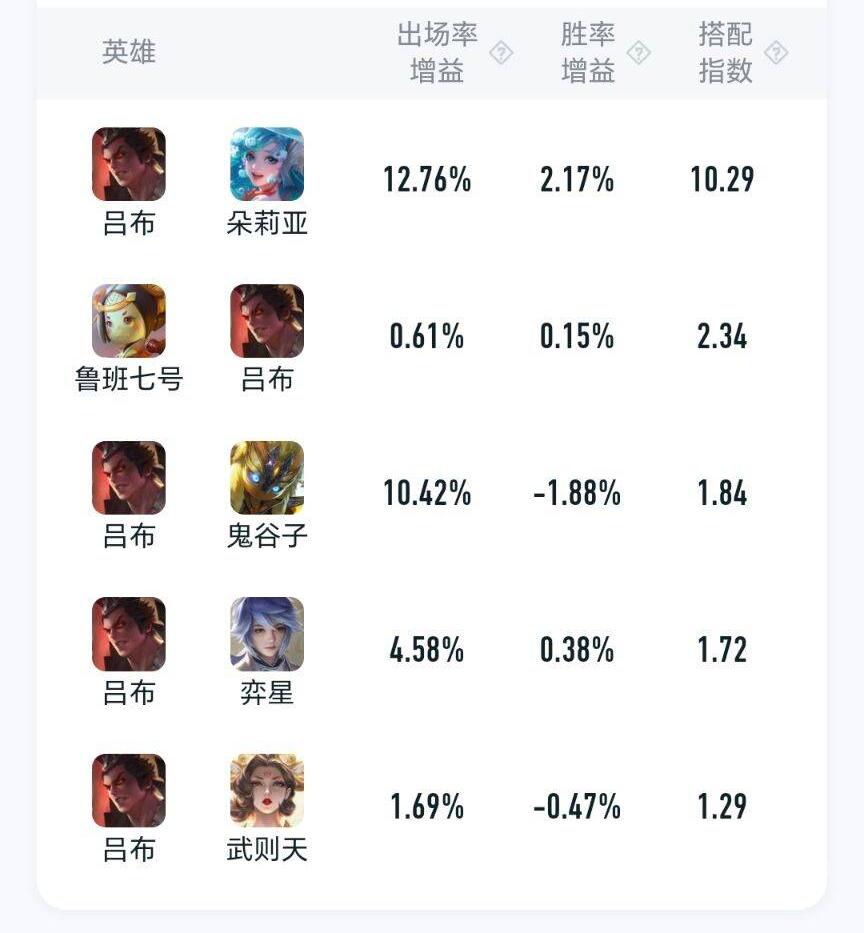 英雄 出场率增益 ? 胜率增益 ? 搭配指数 ?
吕布 朵莉亚 12.76% 2.17% 10.29
鲁班七号 吕布 0.61% 0.15% 2.34
吕布 鬼谷子 10.42% -1.88% 1.84
吕布 弈星 4.58% 0.38% 1.72
吕布 武则天 1.69% -0.47% 1.29